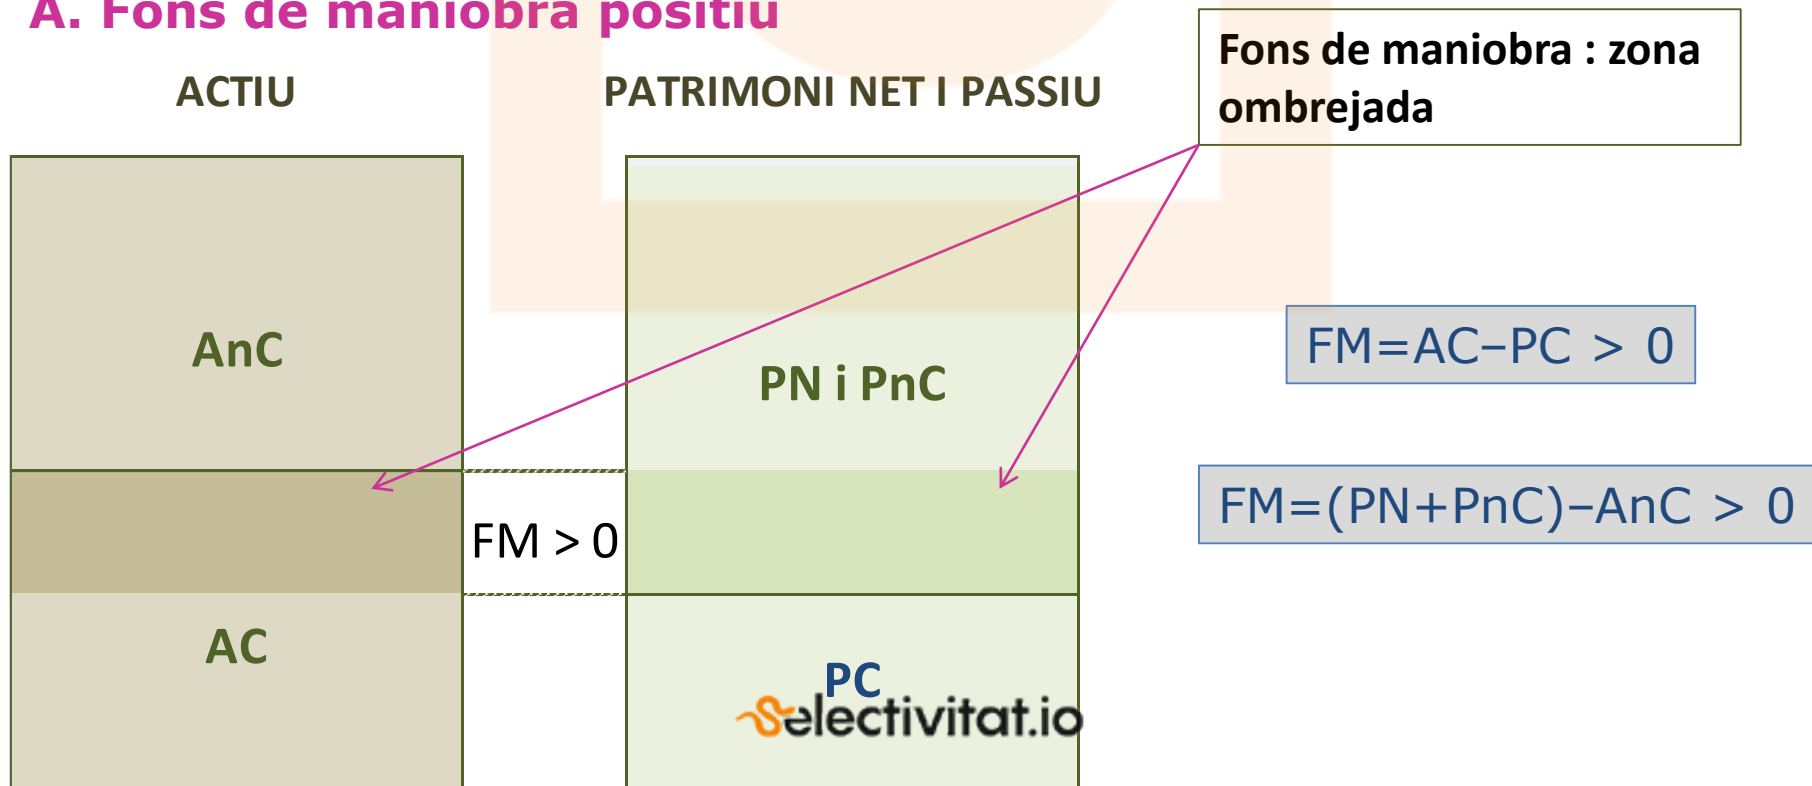 A. Fons de maniobra positiu
Fons de maniobra : zona
ombrejada
ACTIU
PATRIMONI NET I PASSIU
AnC
PN i PnC
FM=AC–PC > 0
FM=(PN+PnC)–AnC > 0
FM > 0
AC
PC
Selectivitat.io